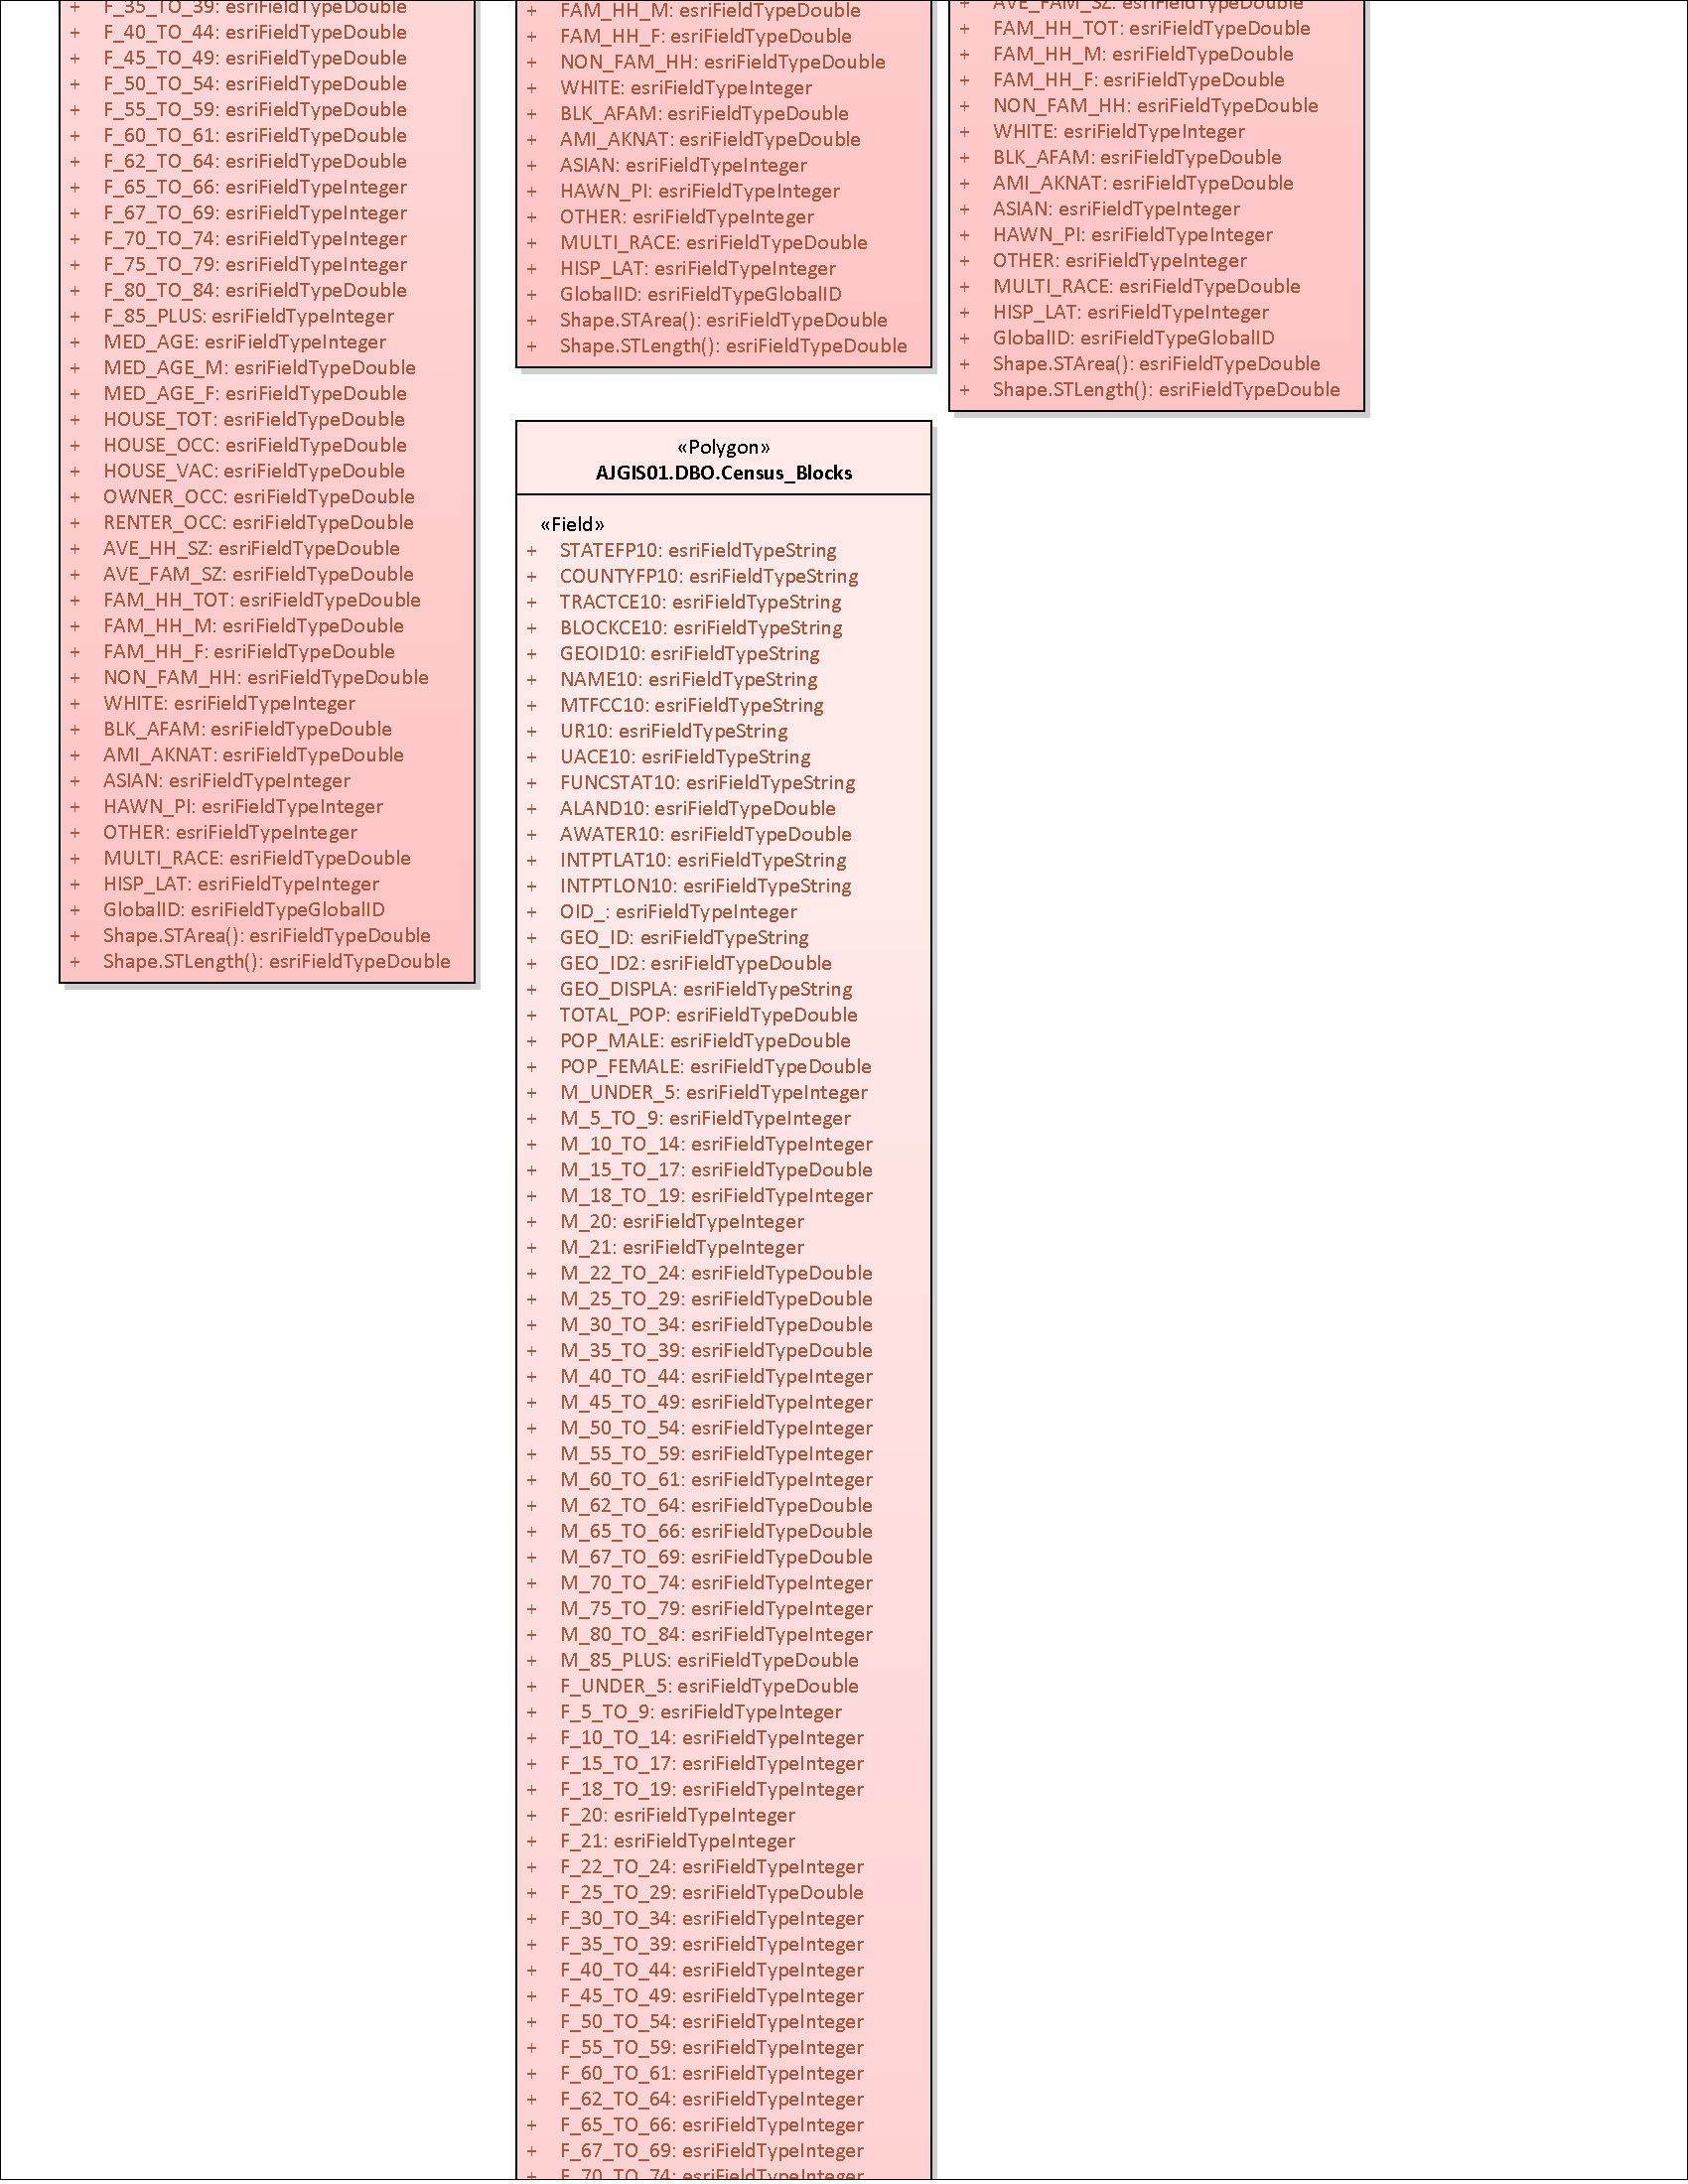 + F_35_TO_39: esriFieldTypeDouble
+ F_40_TO_44: esriFieldTypeDouble
+ F_45_TO_49: esriFieldTypeDouble
+ F_50_TO_54: esriFieldTypeDouble
+ F_55_TO_59: esriFieldTypeDouble
+ F_60_TO_61: esriFieldTypeDouble
+ F_62_TO_64: esriFieldTypeDouble
+ F_65_TO_66: esriFieldTypeInteger
+ F_67_TO_69: esriFieldTypeInteger
+ F_70_TO_74: esriFieldTypeInteger
+ F_75_TO_79: esriFieldTypeInteger
+ F_80_TO_84: esriFieldTypeDouble
+ F_85_PLUS: esriFieldTypeInteger
+ MED_AGE: esriFieldTypeInteger
+ MED_AGE_M: esriFieldTypeDouble
+ MED_AGE_F: esriFieldTypeDouble
+ HOUSE_TOT: esriFieldTypeDouble
+ HOUSE_OCC: esriFieldTypeDouble
+ HOUSE_VAC: esriFieldTypeDouble
+ OWNER_OCC: esriFieldTypeDouble
+ RENTER_OCC: esriFieldTypeDouble
+ AVE_HH_SZ: esriFieldTypeDouble
+ AVE_FAM_SZ: esriFieldTypeDouble
+ FAM_HH_TOT: esriFieldTypeDouble
+ FAM_HH_M: esriFieldTypeDouble
+ FAM_HH_F: esriFieldTypeDouble
+ NON_FAM_HH: esriFieldTypeDouble
+ WHITE: esriFieldTypeInteger
+ BLK_AFAM: esriFieldTypeDouble
+ AMI_AKNAT: esriFieldTypeDouble
+ ASIAN: esriFieldTypeInteger
+ HAWN_PI: esriFieldTypeInteger
+ OTHER: esriFieldTypeInteger
+ MULTI_RACE: esriFieldTypeDouble
+ HISP_LAT: esriFieldTypeInteger
+ GlobalID: esriFieldTypeGlobalID
+ Shape.STArea(): esriFieldTypeDouble
+ Shape.STLength(): esriFieldTypeDouble
+ FAM_HH_M: esriFieldTypeDouble
+ FAM_HH_F: esriFieldTypeDouble
+ NON_FAM_HH: esriFieldTypeDouble
+ WHITE: esriFieldTypeInteger
+ BLK_AFAM: esriFieldTypeDouble
+ AMI_AKNAT: esriFieldTypeDouble
+ ASIAN: esriFieldTypeInteger
+ HAWN_PI: esriFieldTypeInteger
+ OTHER: esriFieldTypeInteger
+ MULTI_RACE: esriFieldTypeDouble
+ HISP_LAT: esriFieldTypeInteger
+ GlobalID: esriFieldTypeGlobalID
+ Shape.STArea(): esriFieldTypeDouble
+ Shape.STLength(): esriFieldTypeDouble
«Polygon»
AJGIS01.DBO.Census_Blocks
«Field»
+ STATEFP10: esriFieldTypeString
+ COUNTYFP10: esriFieldTypeString
+ TRACTCE10: esriFieldTypeString
+ BLOCKCE10: esriFieldTypeString
+ GEOID10: esriFieldTypeString
+ NAME10: esriFieldTypeString
+ MTFCC10: esriFieldTypeString
+ UR10: esriFieldTypeString
+ UACE10: esriFieldTypeString
+ FUNCSTAT10: esriFieldTypeString
+ ALAND10: esriFieldTypeDouble
+ AWATER10: esriFieldTypeDouble
+ INTPTLAT10: esriFieldTypeString
+ INTPTLON10: esriFieldTypeString
+ OID_: esriFieldTypeInteger
+ GEO_ID: esriFieldTypeString
+ GEO_ID2: esriFieldTypeDouble
+ GEO_DISPLA: esriFieldTypeString
+ TOTAL_POP: esriFieldTypeDouble
+ POP_MALE: esriFieldTypeDouble
+ POP_FEMALE: esriFieldTypeDouble
+ M_UNDER_5: esriFieldTypeInteger
+ M_5_TO_9: esriFieldTypeInteger
+ M_10_TO_14: esriFieldTypeInteger
+ M_15_TO_17: esriFieldTypeDouble
+ M_18_TO_19: esriFieldTypeInteger
+ M_20: esriFieldTypeInteger
+ M_21: esriFieldTypeInteger
+ M_22_TO_24: esriFieldTypeDouble
+ M_25_TO_29: esriFieldTypeDouble
+ M_30_TO_34: esriFieldTypeDouble
+ M_35_TO_39: esriFieldTypeDouble
+ M_40_TO_44: esriFieldTypeInteger
+ M_45_TO_49: esriFieldTypeInteger
+ M_50_TO_54: esriFieldTypeInteger
+ M_55_TO_59: esriFieldTypeInteger
+ M_60_TO_61: esriFieldTypeInteger
+ M_62_TO_64: esriFieldTypeDouble
+ M_65_TO_66: esriFieldTypeDouble
+ M_67_TO_69: esriFieldTypeDouble
+ M_70_TO_74: esriFieldTypeInteger
+ M_75_TO_79: esriFieldTypeInteger
+ M_80_TO_84: esriFieldTypeInteger
+ M_85_PLUS: esriFieldTypeDouble
+ F_UNDER_5: esriFieldTypeDouble
+ F_5_TO_9: esriFieldTypeInteger
+ F_10_TO_14: esriFieldTypeInteger
+ F_15_TO_17: esriFieldTypeInteger
+ F_18_TO_19: esriFieldTypeInteger
+ F_20: esriFieldTypeInteger
+ F_21: esriFieldTypeInteger
+ F_22_TO_24: esriFieldTypeInteger
+ F_25_TO_29: esriFieldTypeDouble
+ F_30_TO_34: esriFieldTypeInteger
+ F_35_TO_39: esriFieldTypeInteger
+ F_40_TO_44: esriFieldTypeInteger
+ F_45_TO_49: esriFieldTypeInteger
+ F_50_TO_54: esriFieldTypeInteger
+ F_55_TO_59: esriFieldTypeInteger
+ F_60_TO_61: esriFieldTypeInteger
+ F_62_TO_64: esriFieldTypeInteger
+ F_65_TO_66: esriFieldTypeInteger
+ F_67_TO_69: esriFieldTypeInteger
+ F_70_TO_74: esriFieldTypeInteger
+ AVE_FAM_SZ: esriFieldTypeDouble
+ FAM_HH_TOT: esriFieldTypeDouble
+ FAM_HH_M: esriFieldTypeDouble
+ FAM_HH_F: esriFieldTypeDouble
+ NON_FAM_HH: esriFieldTypeDouble
+ WHITE: esriFieldTypeInteger
+ BLK_AFAM: esriFieldTypeDouble
+ AMI_AKNAT: esriFieldTypeDouble
+ ASIAN: esriFieldTypeInteger
+ HAWN_PI: esriFieldTypeInteger
+ OTHER: esriFieldTypeInteger
+ MULTI_RACE: esriFieldTypeDouble
+ HISP_LAT: esriFieldTypeInteger
+ GlobalID: esriFieldTypeGlobalID
+ Shape.STArea(): esriFieldTypeDouble
+ Shape.STLength(): esriFieldTypeDouble